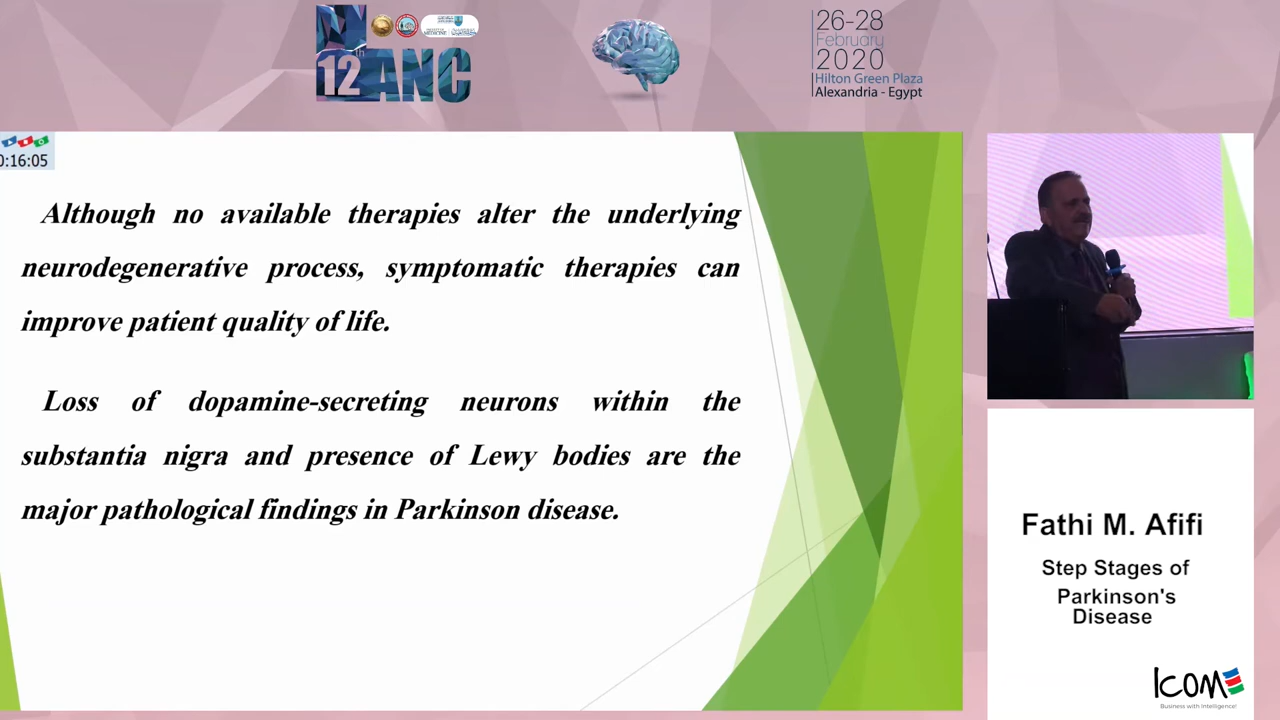 12th ANC
26-28
February
2020
Hilton Green Plaza
Alexandria - Egypt
0:16:05
Although no available therapies alter the underlying
neurodegenerative process, symptomatic therapies can
improve patient quality of life.
Loss of dopamine-secreting neurons within the
substantia nigra and presence of Lewy bodies are the
major pathological findings in Parkinson disease.
Fathi M. Afifi
Step Stages of
Parkinson's
Disease
ICOM
Business with Intelligence!